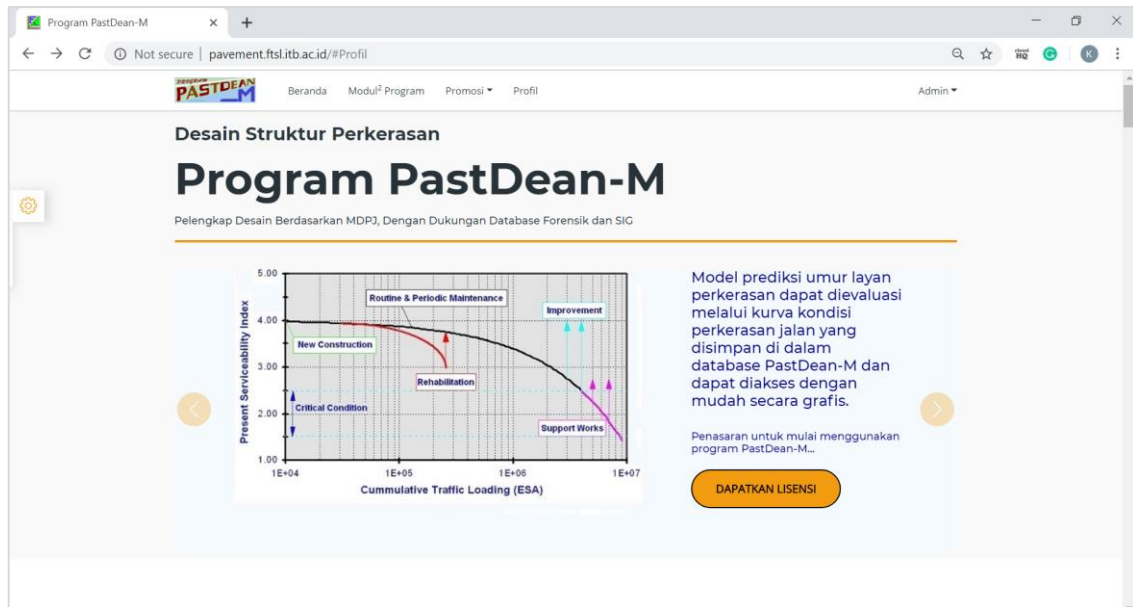 Program PastDean-M
Not secure | pavement.ftsl.itb.ac.id/#Profil
cloud HQ
K
PROGRAM
PASTDEAN
_M
Beranda Modul² Program Promosi Profil Admin
Desain Struktur Perkerasan
Program PastDean-M
Pelengkap Desain Berdasarkan MDPJ, Dengan Dukungan Database Forensik dan SIG
Present Serviceability Index
5.00
4.00
3.00
2.00
1.00
1E+04 1E+05 1E+06 1E+07
Cummulative Traffic Loading (ESA)
Routine & Periodic Maintenance
Improvement
New Construction
Rehabilitation
Critical Condition
Support Works
Model prediksi umur layan
perkerasan dapat dievaluasi
melalui kurva kondisi
perkerasan jalan yang
disimpan di dalam
database PastDean-M dan
dapat diakses dengan
mudah secara grafis.
Penasaran untuk mulai menggunakan
program PastDean-M...
DAPATKAN LISENSI